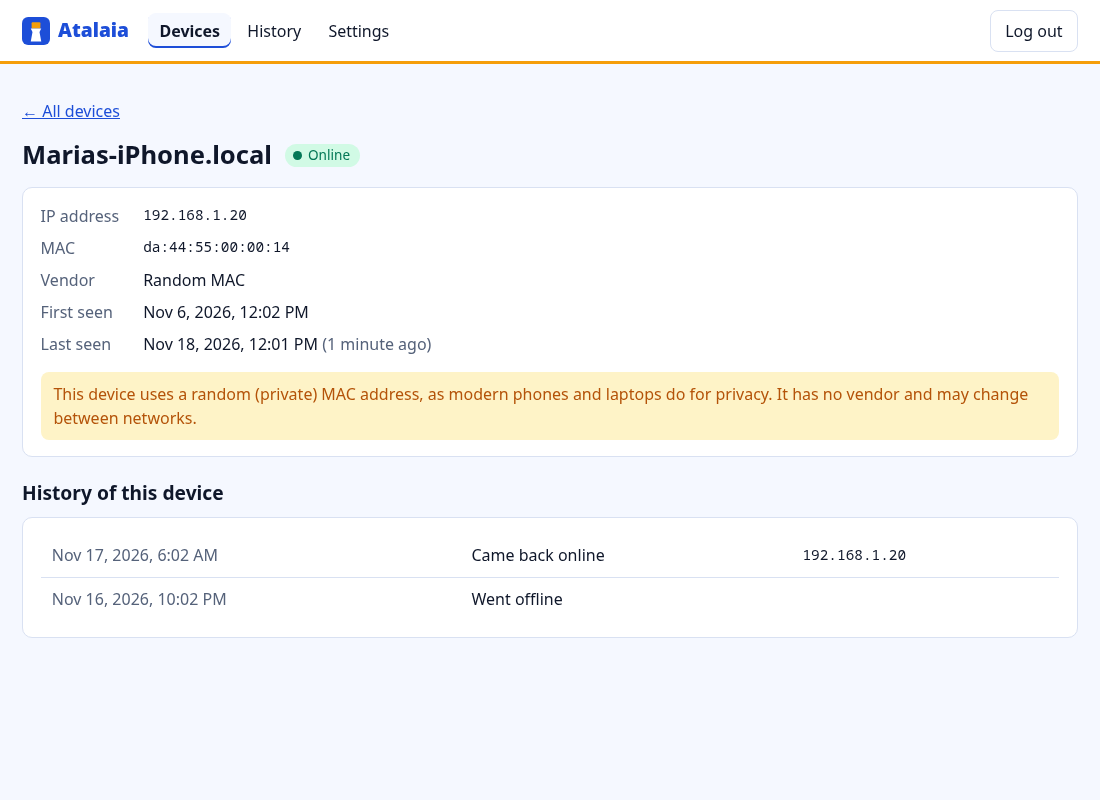 Atalaia Devices History Settings Log out
← All devices
Marias-iPhone.local Online
IP address 192.168.1.20
MAC da:44:55:00:00:14
Vendor Random MAC
First seen Nov 6, 2026, 12:02 PM
Last seen Nov 18, 2026, 12:01 PM (1 minute ago)
This device uses a random (private) MAC address, as modern phones and laptops do for privacy. It has no vendor and may change
between networks.
History of this device
Nov 17, 2026, 6:02 AM Came back online 192.168.1.20
Nov 16, 2026, 10:02 PM Went offline